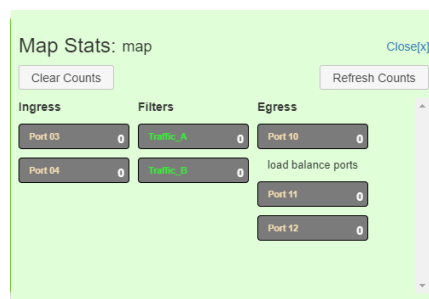 Map Stats: map
Close[x]
Clear Counts
Refresh Counts
Ingress Filters Egress
Port 03 0 Traffic_A 0 Port 10 0
Port 04 0 Traffic_B 0 load balance ports
Port 11 0
Port 12 0